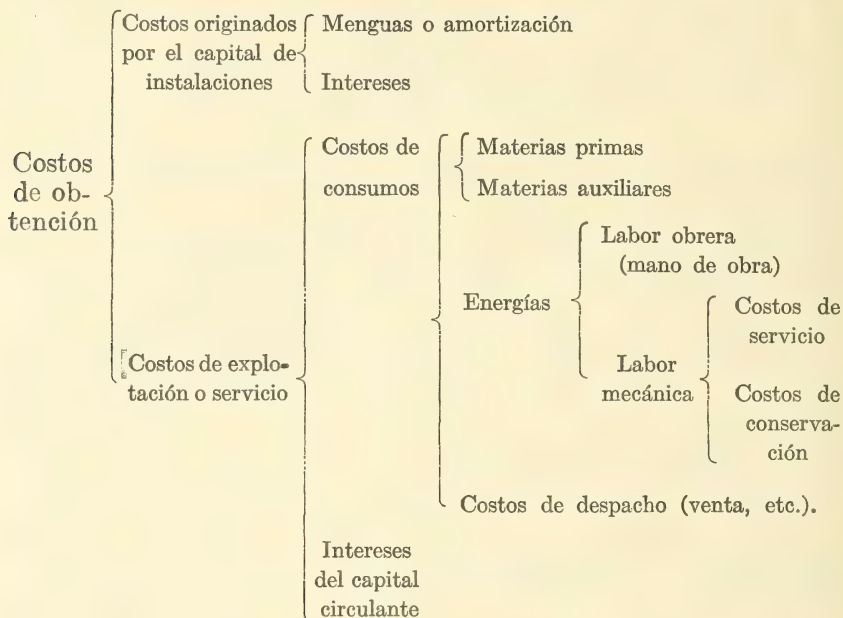 Costos
de ob-
tención
Costos originados
por el capital de
instalaciones
Menguas o amortización
Intereses
Costos de explo-
tación o servicio
Costos de
consumos
Materias primas
Materias auxiliares
Energías
Labor obrera
(mano de obra)
Labor
mecánica
Costos de
servicio
Costos de
conserva-
ción
Costos de despacho (venta, etc.).
Intereses
del capital
circulante